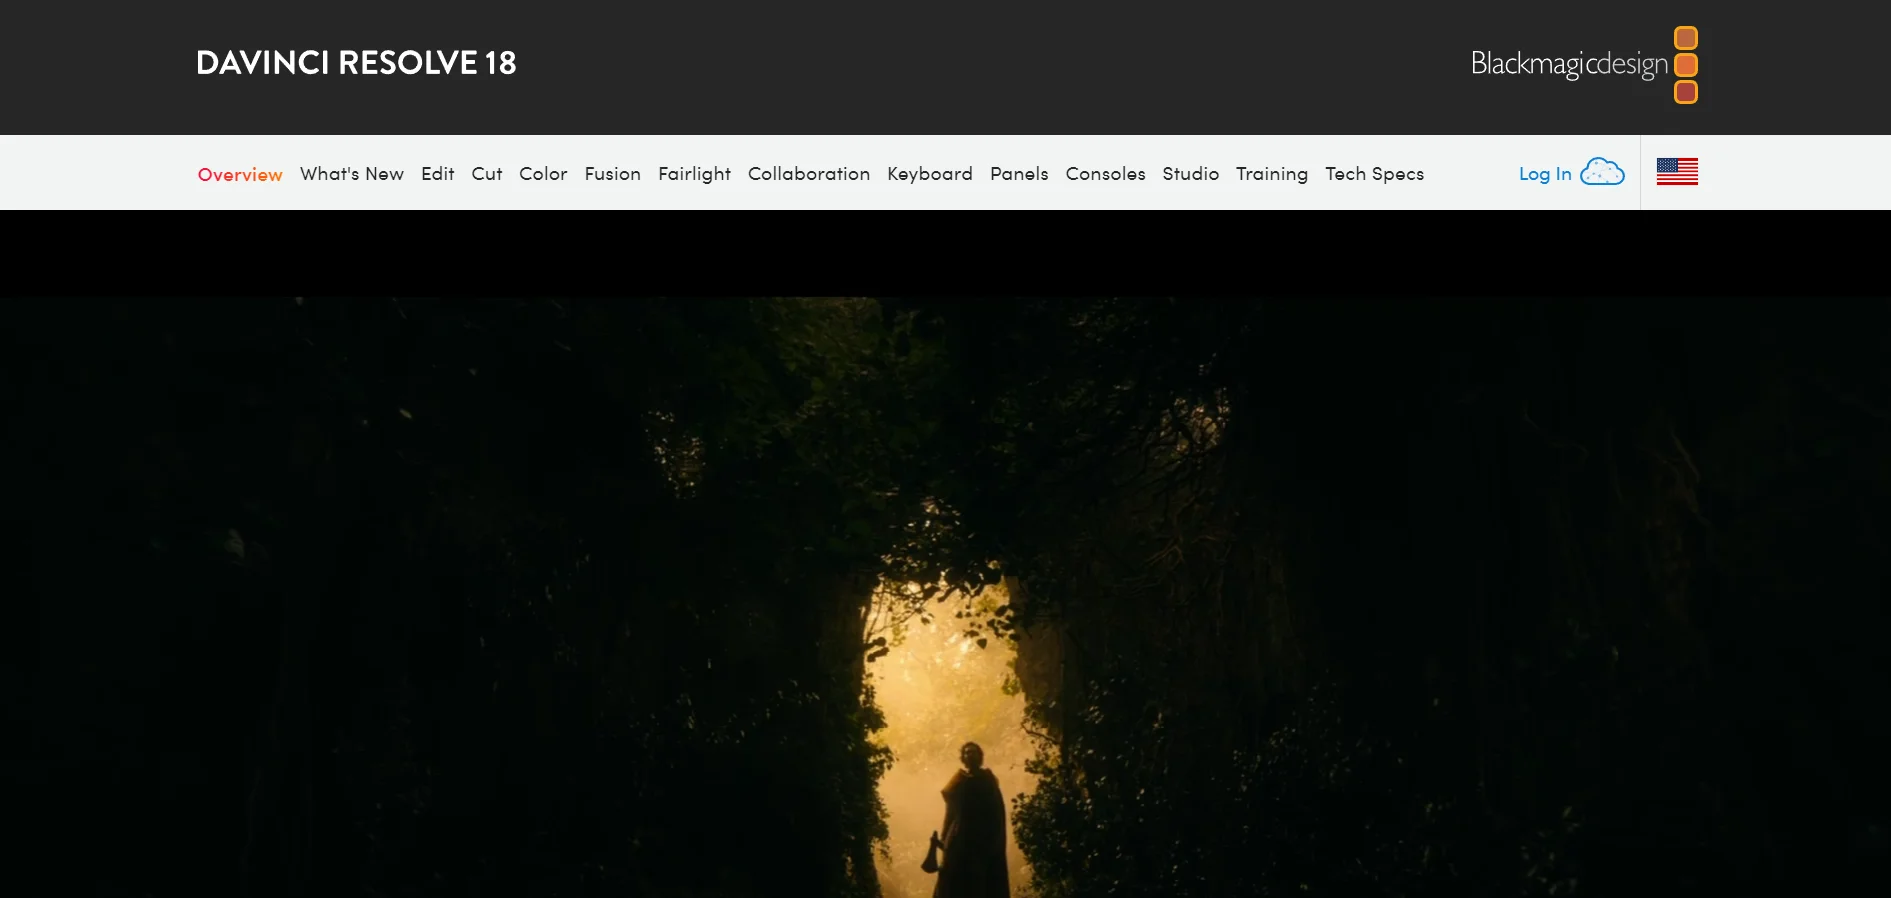 DAVINCI RESOLVE 18
Blackmagicdesign
Overview What's New Edit Cut Color Fusion Fairlight Collaboration Keyboard Panels Consoles Studio Training Tech Specs Log In